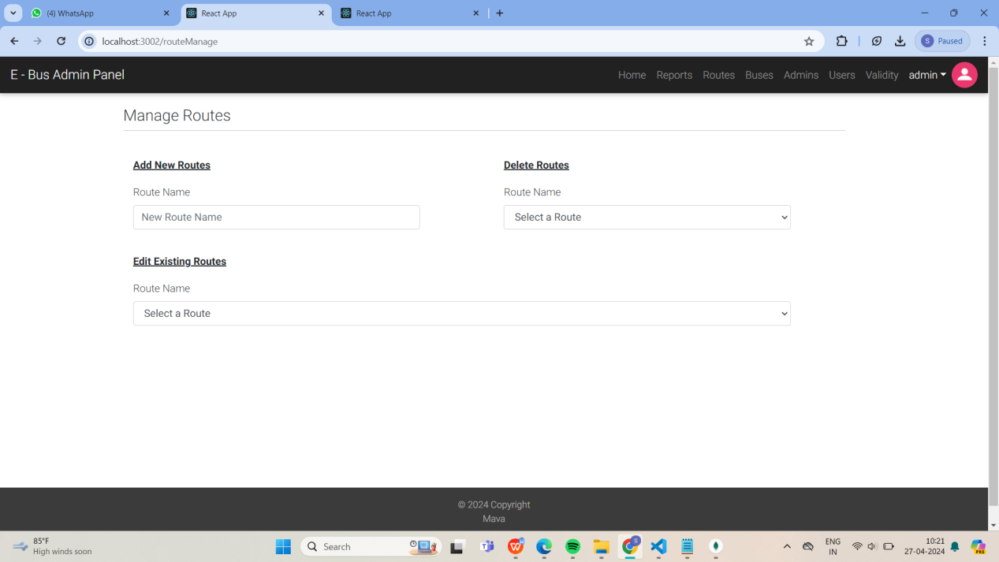 (4) WhatsApp
React App
React App
localhost:3002/routeManage
S Paused
E - Bus Admin Panel
Home Reports Routes Buses Admins Users Validity admin
Manage Routes
Add New Routes
Route Name
New Route Name
Delete Routes
Route Name
Select a Route
Edit Existing Routes
Route Name
Select a Route
© 2024 Copyright
Mava
85°F
High winds soon
Search
ENG
IN
10:21
27-04-2024
PRE